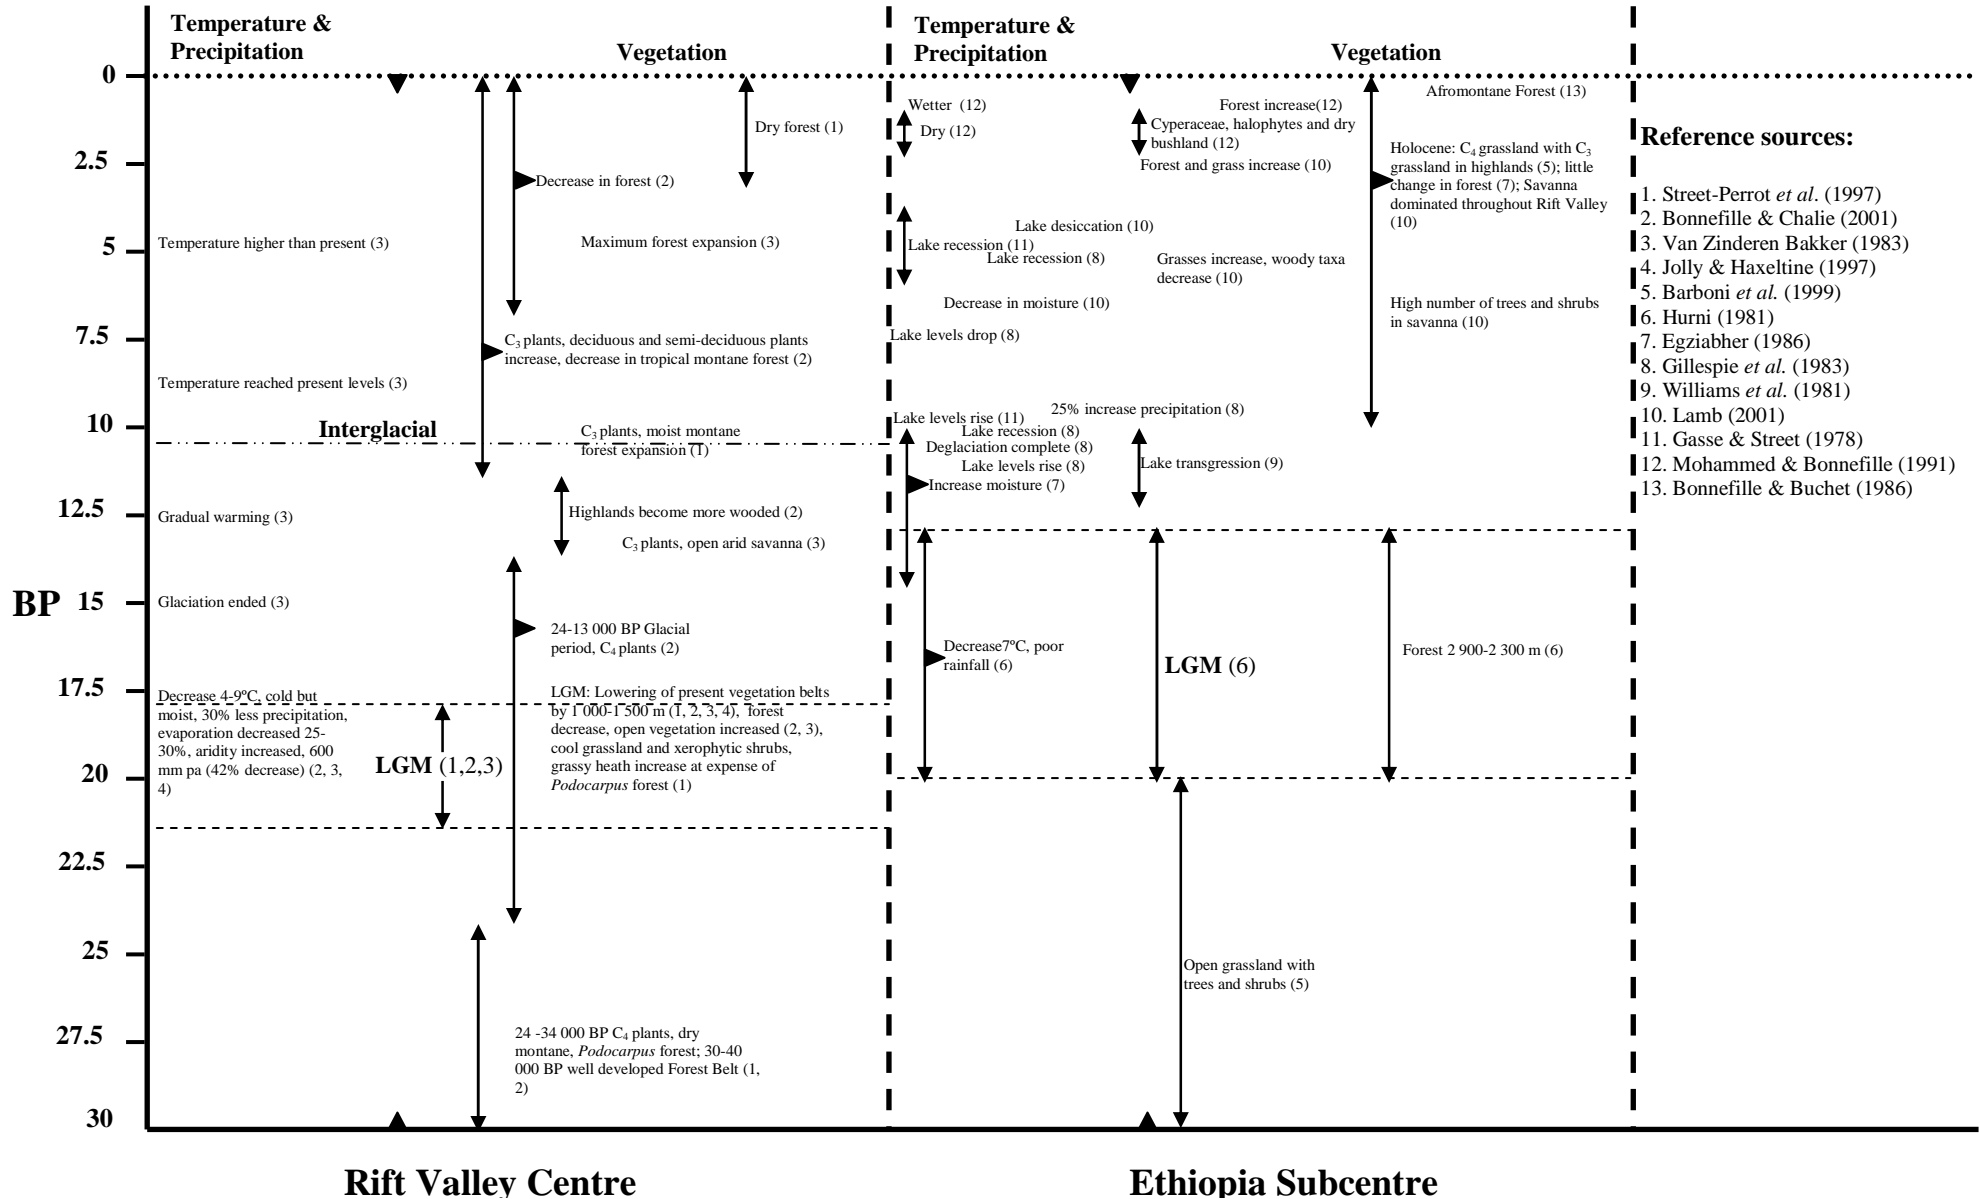 Temperature &
Precipitation
Vegetation
Temperature &
Precipitation
Vegetation
0
2.5
5
7.5
10
12.5
BP 15
17.5
20
22.5
25
27.5
30
Dry forest (1)
Decrease in forest (2)
Temperature higher than present (3)
Maximum forest expansion (3)
C3 plants, deciduous and semi-deciduous plants
increase, decrease in tropical montane forest (2)
Temperature reached present levels (3)
Interglacial
C3 plants, moist montane
forest expansion (1)
Gradual warming (3)
Highlands become more wooded (2)
C3 plants, open arid savanna (3)
Glaciation ended (3)
24-13 000 BP Glacial
period, C4 plants (2)
Decrease 4-9ºC, cold but
moist, 30% less precipitation,
evaporation decreased 25-
30%, aridity increased, 600
mm pa (42% decrease) (2, 3,
4)
LGM (1,2,3)
LGM: Lowering of present vegetation belts
by 1 000-1 500 m (1, 2, 3, 4), forest
decrease, open vegetation increased (2, 3),
cool grassland and xerophytic shrubs,
grassy heath increase at expense of
Podocarpus forest (1)
24 -34 000 BP C4 plants, dry
montane, Podocarpus forest; 30-40
000 BP well developed Forest Belt (1,
2)
Rift Valley Centre
Wetter (12)
Dry (12)
Forest increase(12)
Cyperaceae, halophytes and dry
bushland (12)
Forest and grass increase (10)
Afromontane Forest (13)
Holocene: C4 grassland with C3
grassland in highlands (5); little
change in forest (7); Savanna
dominated throughout Rift Valley
(10)
Lake desiccation (10)
Lake recession (11)
Lake recession (8)
Grasses increase, woody taxa
decrease (10)
Decrease in moisture (10)
High number of trees and shrubs
in savanna (10)
Lake levels drop (8)
25% increase precipitation (8)
Lake levels rise (11)
Lake recession (8)
Deglaciation complete (8)
Lake levels rise (8)
Lake transgression (9)
Increase moisture (7)
Decrease7ºC, poor
rainfall (6)
LGM (6)
Forest 2 900-2 300 m (6)
Open grassland with
trees and shrubs (5)
Ethiopia Subcentre
Reference sources:
1. Street-Perrot et al. (1997)
2. Bonnefille & Chalie (2001)
3. Van Zinderen Bakker (1983)
4. Jolly & Haxeltine (1997)
5. Barboni et al. (1999)
6. Hurni (1981)
7. Egziabher (1986)
8. Gillespie et al. (1983)
9. Williams et al. (1981)
10. Lamb (2001)
11. Gasse & Street (1978)
12. Mohammed & Bonnefille (1991)
13. Bonnefille & Buchet (1986)